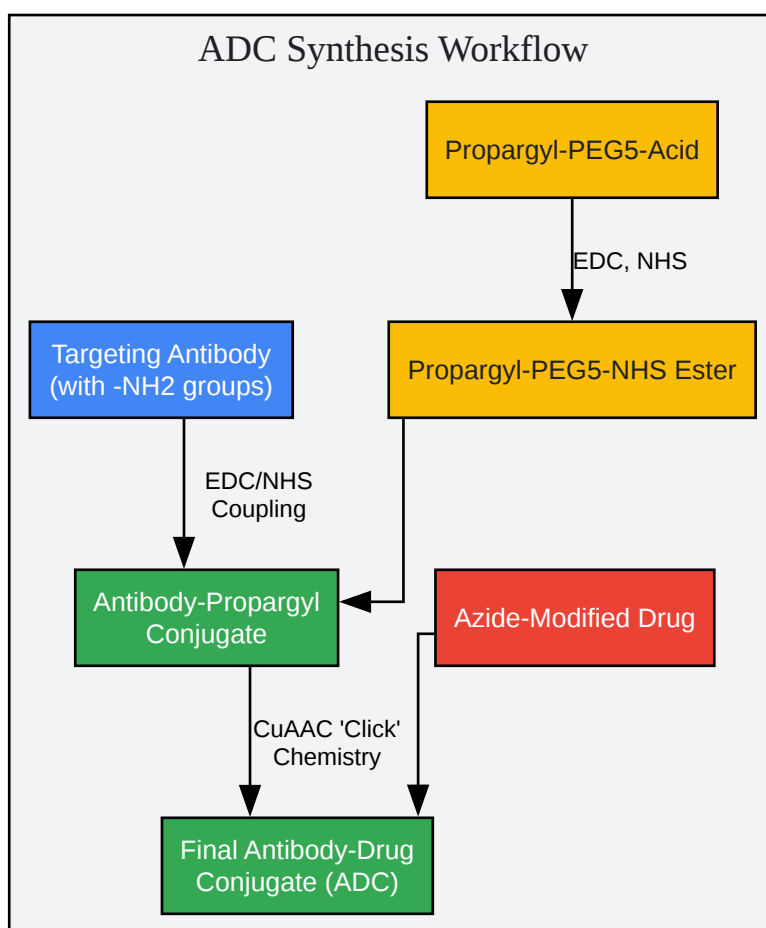 ADC Synthesis Workflow
Propargyl-PEG5-Acid
EDC, NHS
Targeting Antibody
(with -NH2 groups)
Propargyl-PEG5-NHS Ester
EDC/NHS
Coupling
Antibody-Propargyl
Conjugate
Azide-Modified Drug
CuAAC 'Click'
Chemistry
Final Antibody-Drug
Conjugate (ADC)